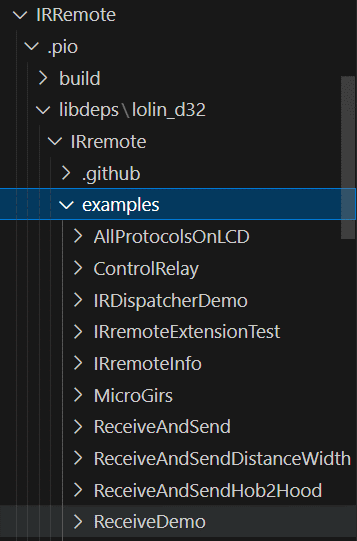 IRRemote
.pio
build
libdeps\lolin_d32
IRremote
.github
examples
AllProtocolsOnLCD
ControlRelay
IRDispatcherDemo
IRremoteExtensionTest
IRremoteInfo
MicroGirs
ReceiveAndSend
ReceiveAndSendDistanceWidth
ReceiveAndSendHob2Hood
ReceiveDemo